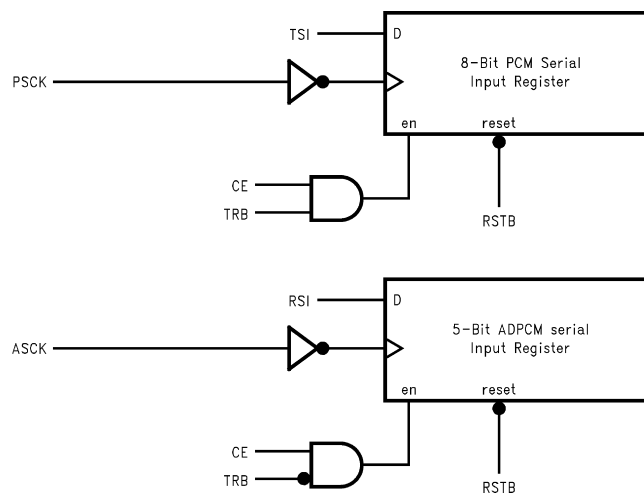 TSI
D
8-Bit PCM Serial
Input Register
PSCK
en
reset
CE
TRB
RSTB
RSI
D
5-Bit ADPCM serial
Input Register
ASCK
en
reset
CE
TRB
RSTB